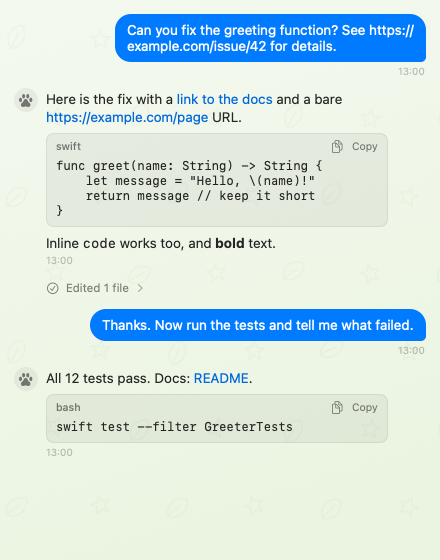 Can you fix the greeting function? See https://
example.com/issue/42 for details.
13:00
Here is the fix with a link to the docs and a bare
https://example.com/page URL.
swift Copy
func greet(name: String) -> String {
    let message = "Hello, \(name)!"
    return message // keep it short
}
Inline code works too, and bold text.
13:00
Edited 1 file
Thanks. Now run the tests and tell me what failed.
13:00
All 12 tests pass. Docs: README.
bash Copy
swift test --filter GreeterTests
13:00